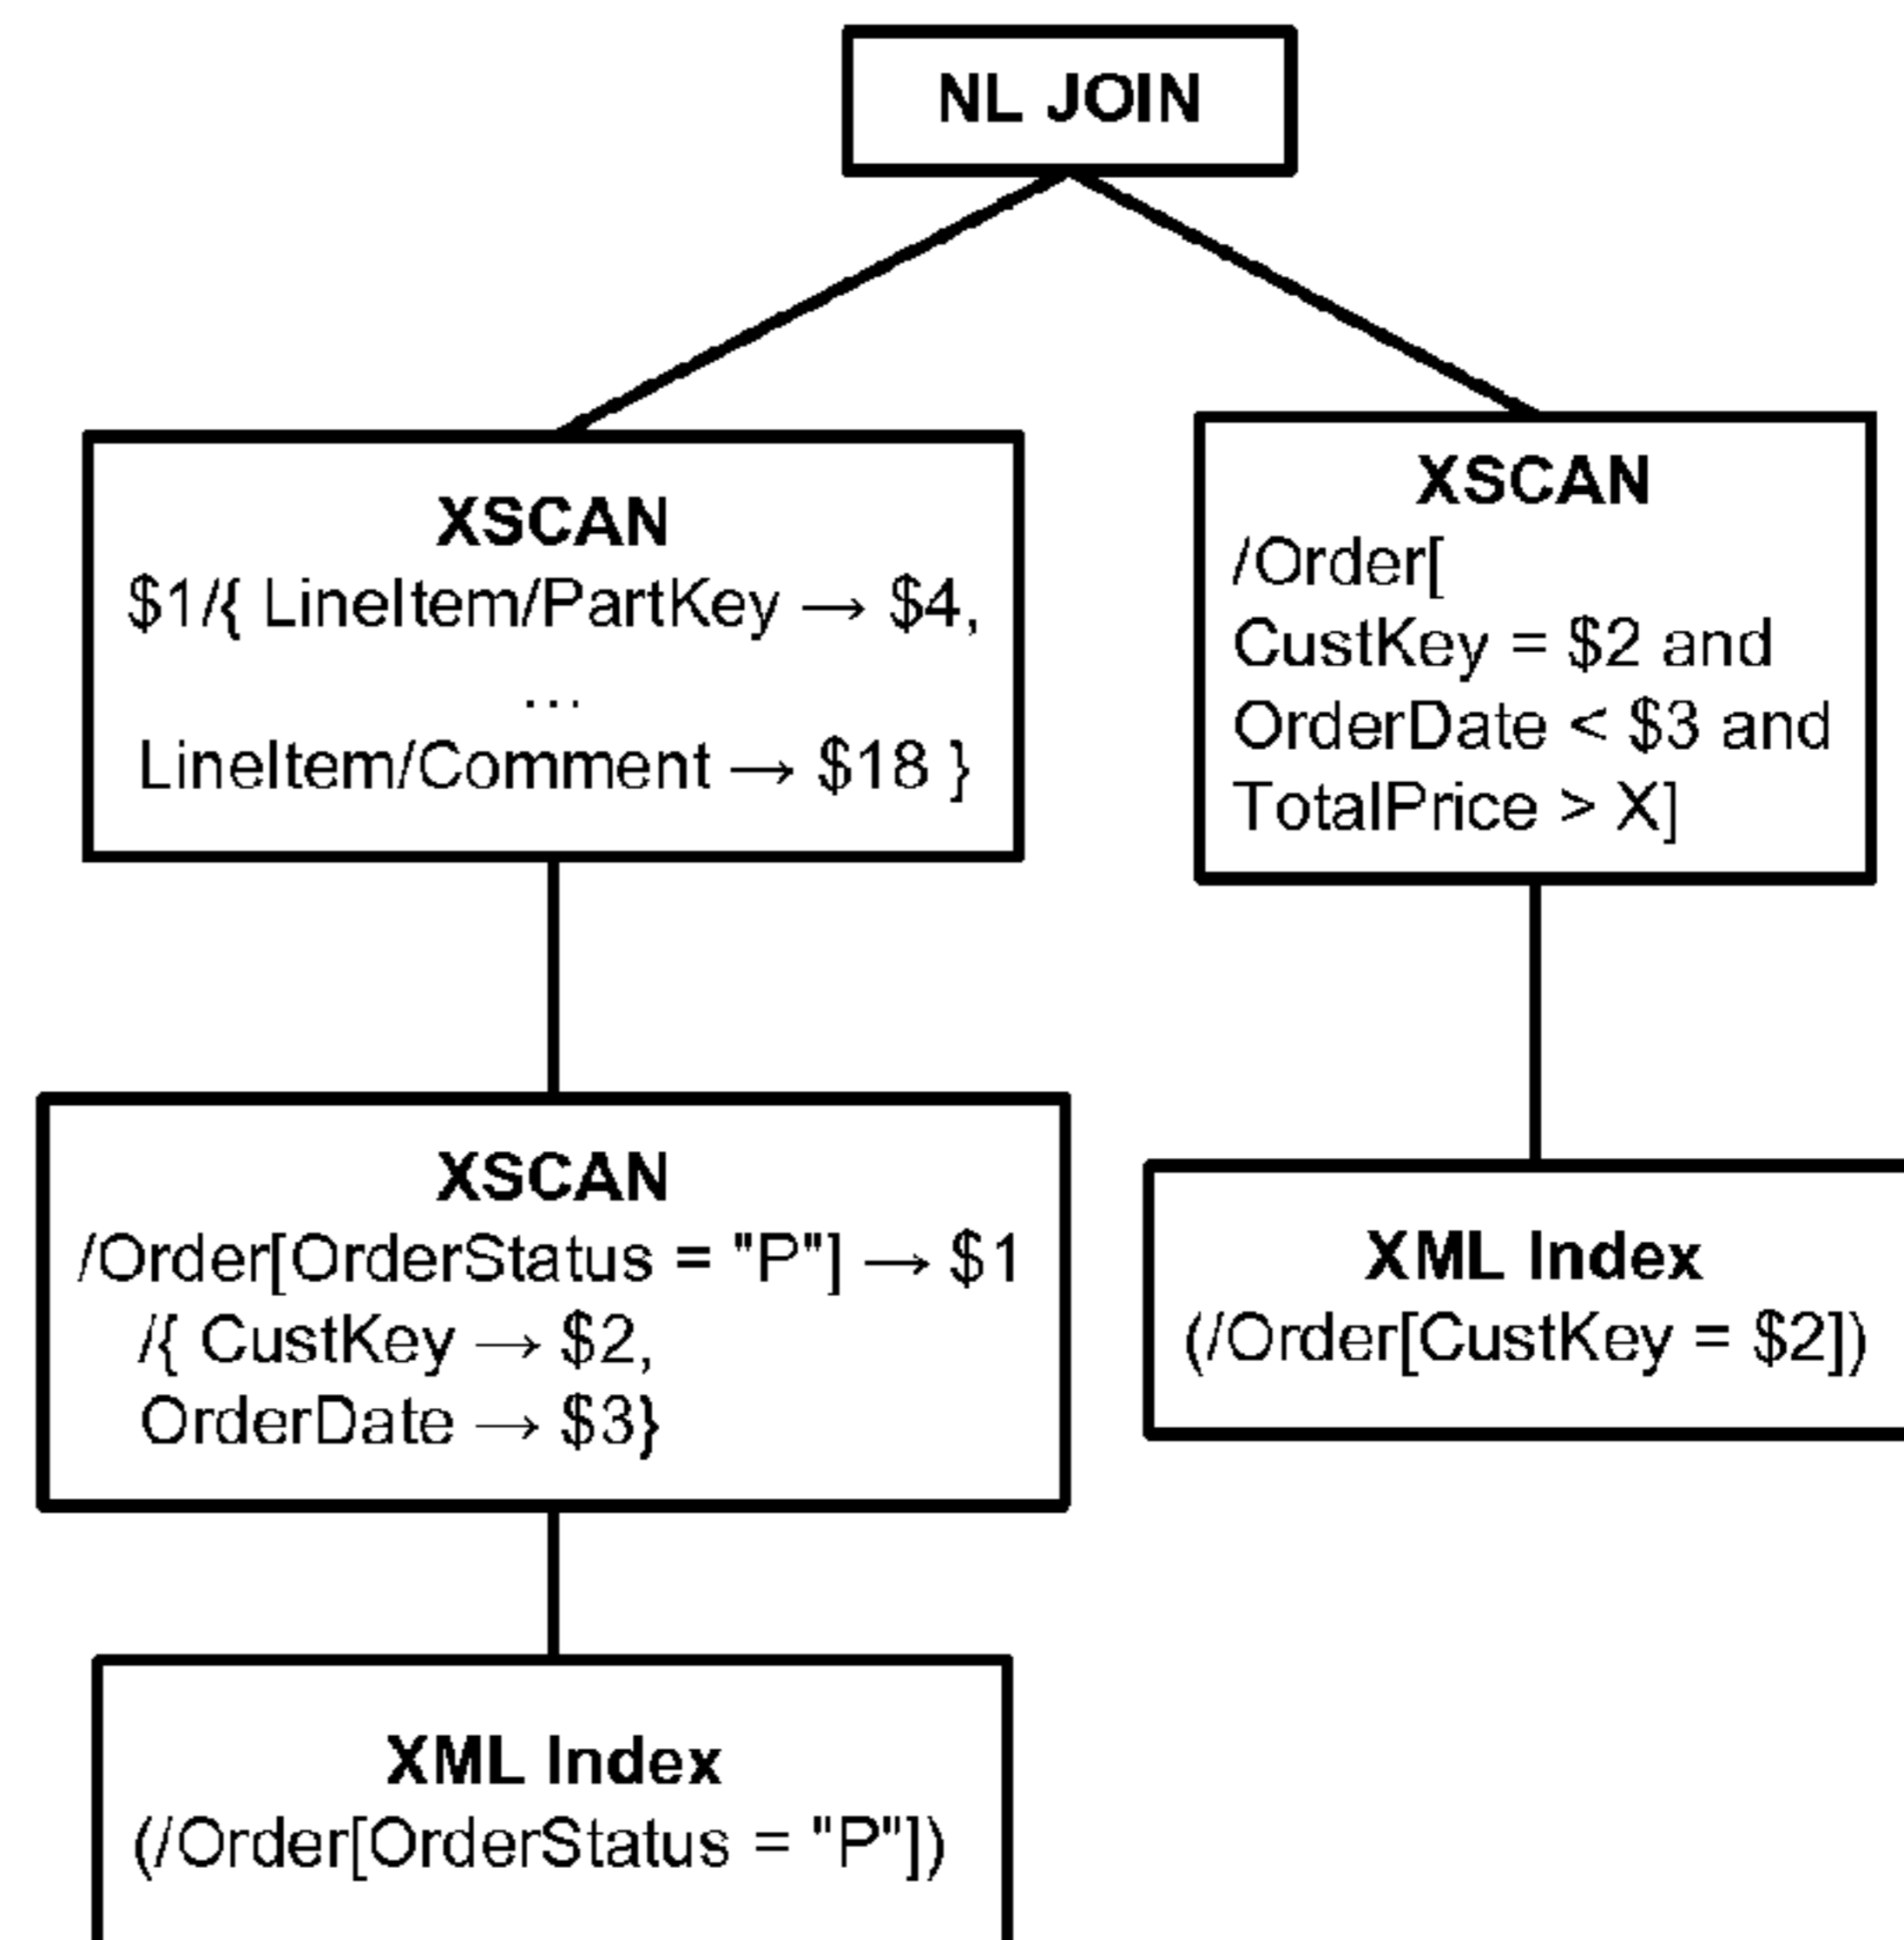 NL JOIN
XSCAN
$1/{ LineItem/PartKey → $4,
...
LineItem/Comment → $18 }
XSCAN
/Order[
CustKey = $2 and
OrderDate < $3 and
TotalPrice > X]
XSCAN
/Order[OrderStatus = "P"] → $1
/{ CustKey → $2,
OrderDate → $3}
XML Index
(/Order[CustKey = $2])
XML Index
(/Order[OrderStatus = "P"])